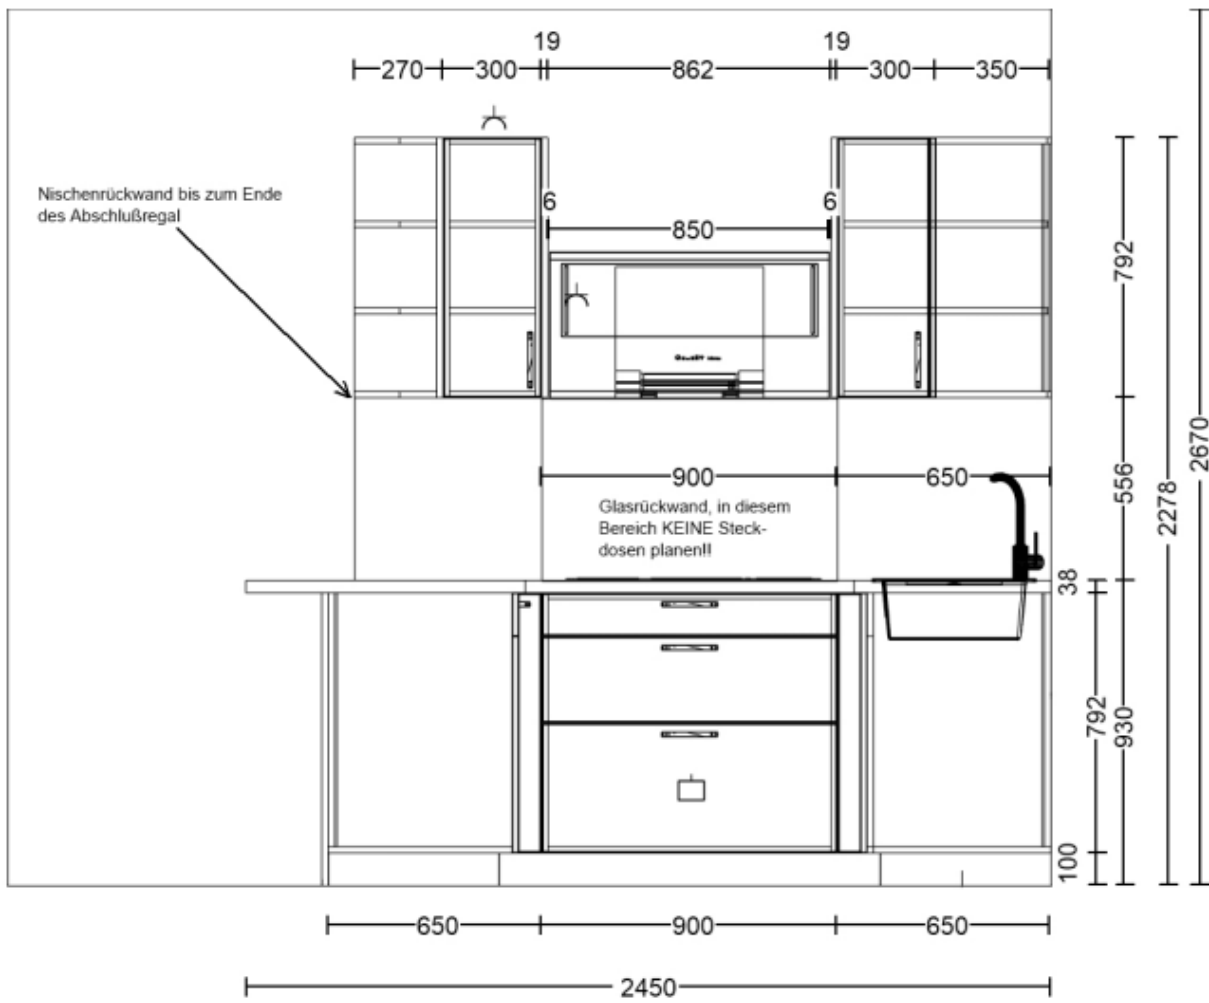 19 19
270 300 862 300 350
Nischenrückwand bis zum Ende
des Abschlußregal
6 6
850
792
2670
900 650
556
2278
Glasrückwand, in diesem
Bereich KEINE Steck-
dosen planen!!
38
792
930
100
650 900 650
2450